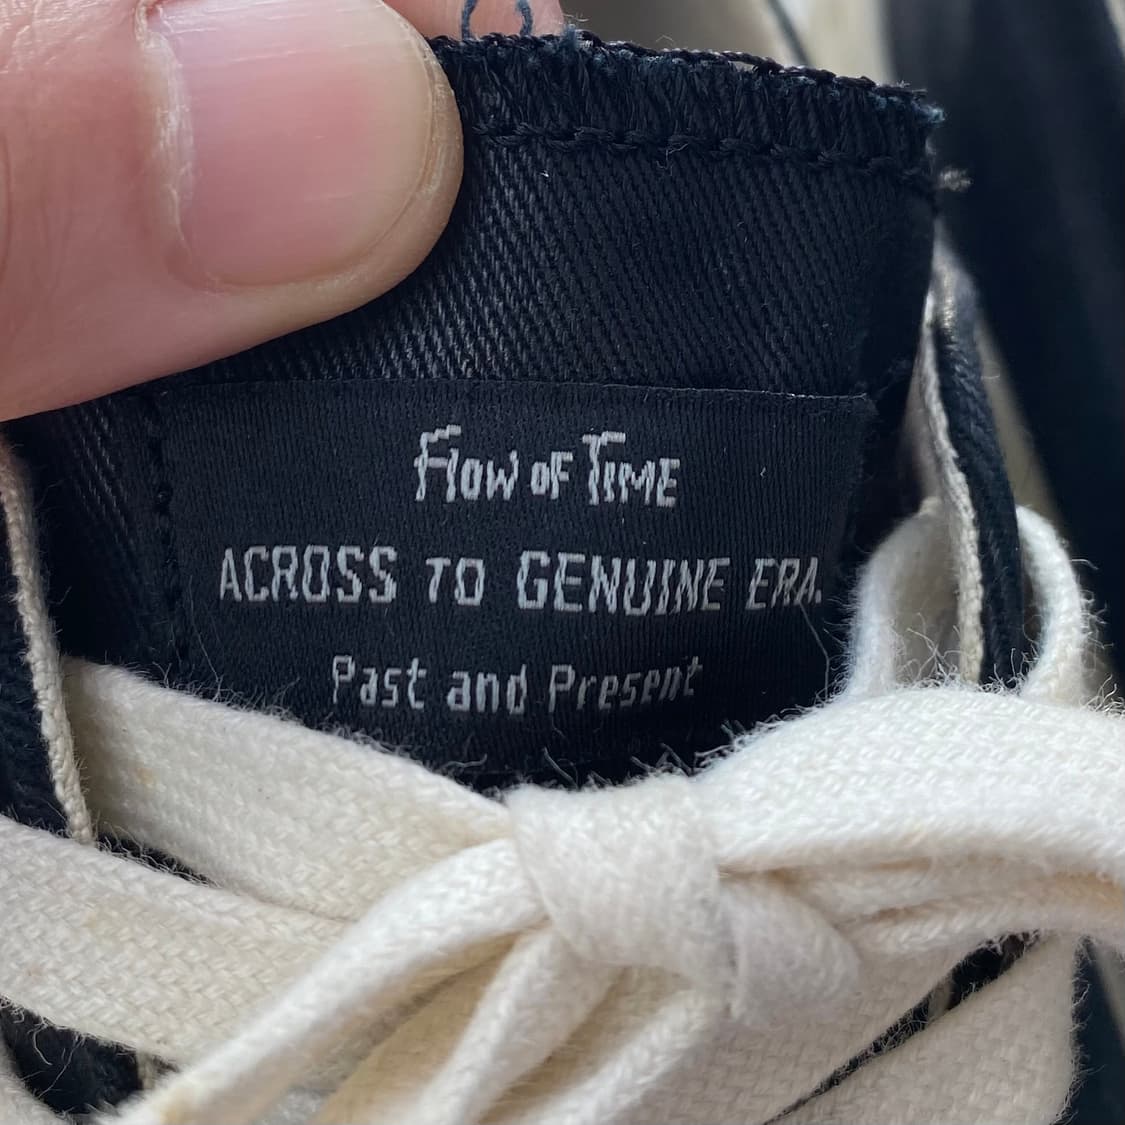 Flow OF TIME
ACROSS TO GENUINE ERA.
Past and Present